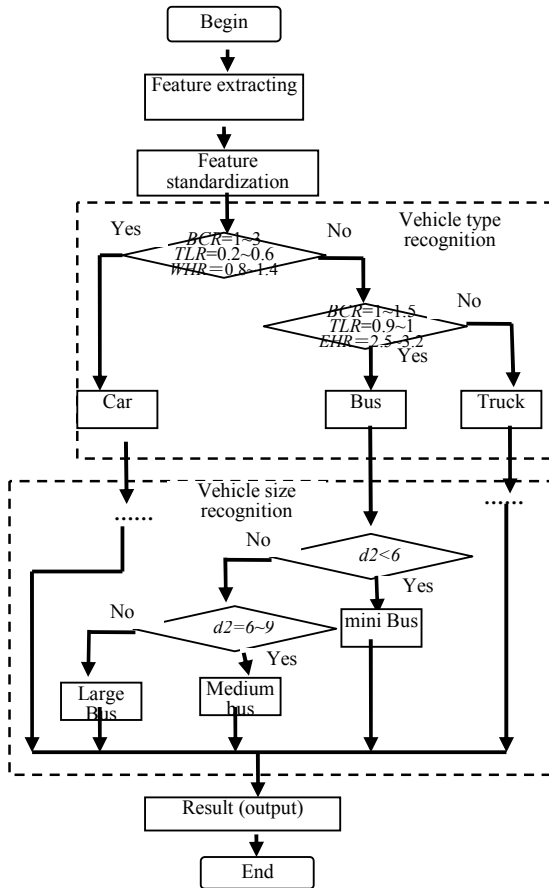 Begin
Feature extracting
Feature
standardization
Vehicle type
recognition
Yes
No
BCR=1~3
TLR=0.2~0.6
WHR=0.8~1.4
No
BCR=1~1.5
TLR=0.9~1
EHR=2.5~3.2
Yes
Car
Bus
Truck
Vehicle size
recognition
......
......
No
d2<6
Yes
No
d2=6~9
mini Bus
Yes
Large
Bus
Medium
bus
Result (output)
End